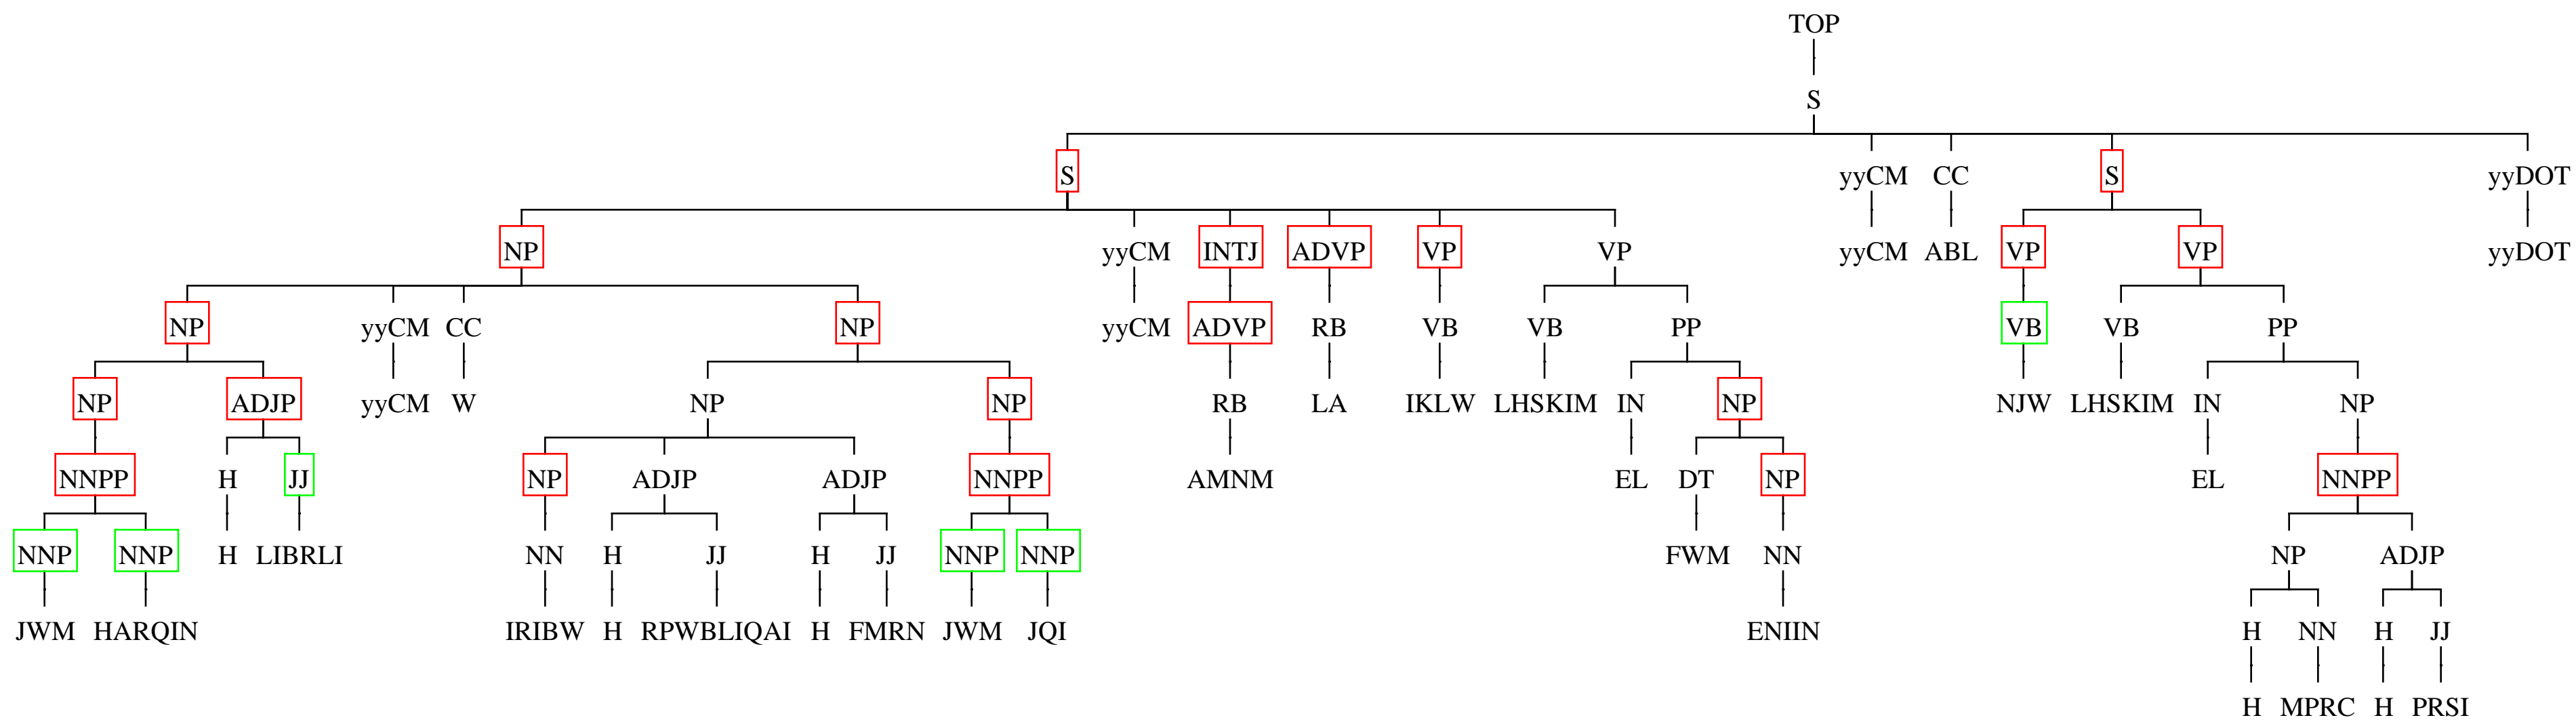 TOP
S
S yyCM CC S yyDOT
NP yyCM INTJ ADVP VP VP yyCM ABL VP VP yyDOT
NP yyCM CC NP yyCM ADVP RB VB VB PP VB VB PP
NP ADJP yyCM W NP NP RB LA IKLW LHSKIM IN NP NJW LHSKIM IN NP
NNPP H JJ NP ADJP ADJP NNPP AMNM EL DT NP EL NNPP
NNP NNP H LIBRLI NN H JJ H JJ NNP NNP FWM NN NP ADJP
JWM HARQIN IRIBW H RPWBLIQAI H FMRN JWM JQI ENIIN H NN H JJ
H MPRC H PRSI